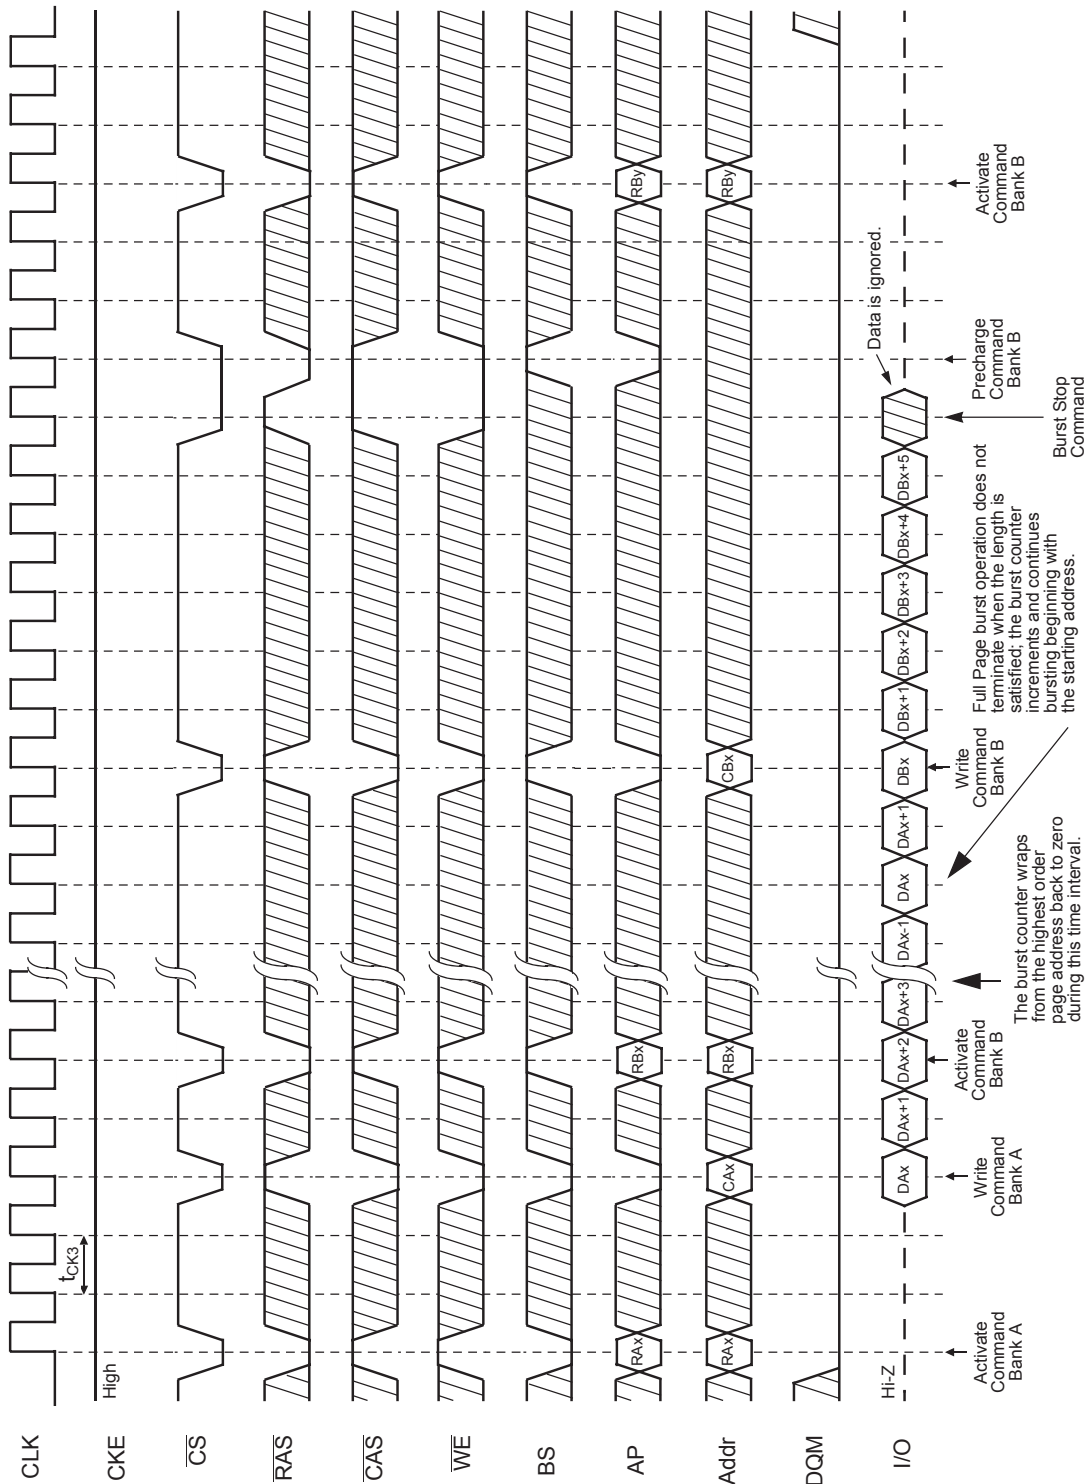 CLK
CKE
High
tCK3
CS
RAS
CAS
WE
BS
AP
RAx
RBx
RBy
Addr
RAx
CAx
RBx
CBx
RBy
DQM
I/O
Hi-Z
DAx
DAx+1
DAx+2
DAx+3
DAx-1
DAx
DAx+1
DBx
DBx+1
DBx+2
DBx+3
DBx+4
DBx+5
Data is ignored.
Activate
Command
Bank A
Write
Command
Bank A
Activate
Command
Bank B
The burst counter wraps
from the highest order
page address back to zero
during this time interval.
Write
Command
Bank B
Full Page burst operation does not
terminate when the length is
satisfied; the burst counter
increments and continues
bursting beginning with
the starting address.
Burst Stop
Command
Precharge
Command
Bank B
Activate
Command
Bank B